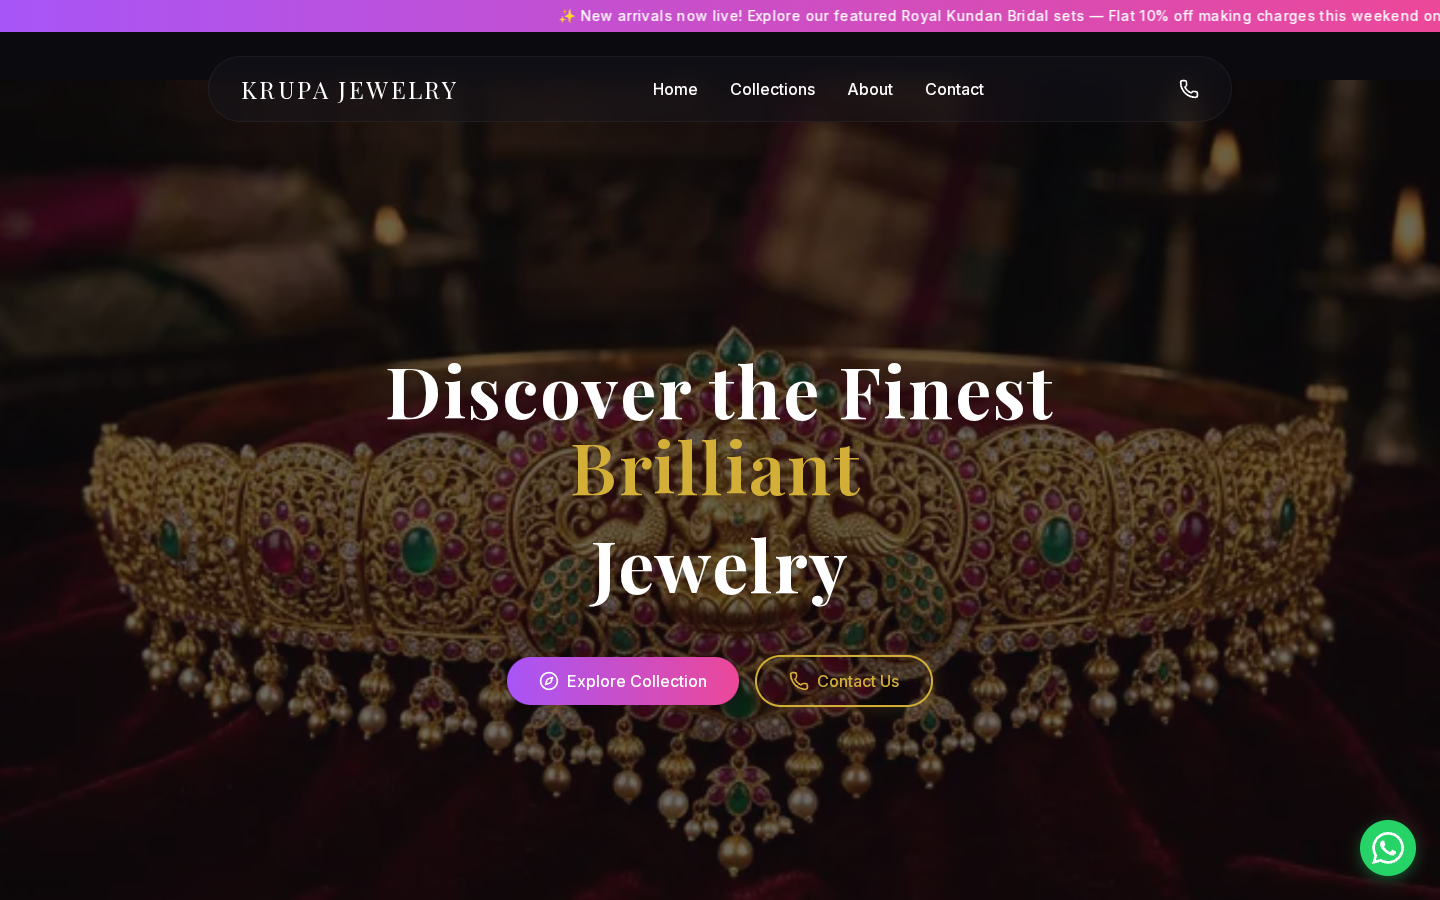 ✨ New arrivals now live! Explore our featured Royal Kundan Bridal sets — Flat 10% off making charges this weekend on
KRUPA JEWELRY
Home
Collections
About
Contact
Discover the Finest
Brilliant
Jewelry
Explore Collection
Contact Us